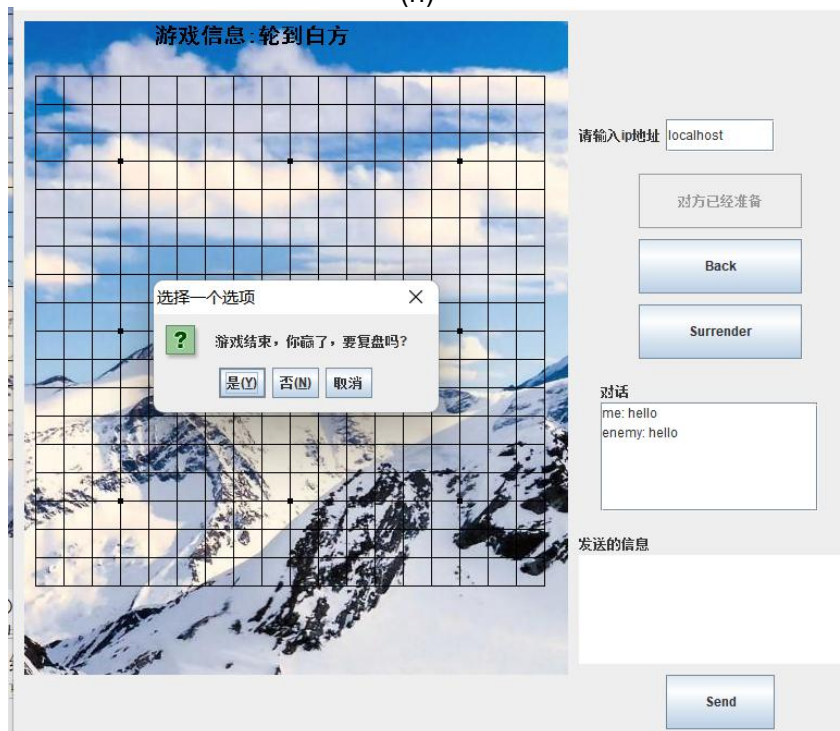 游戏信息:轮到白方
请输入ip地址 localhost
对方已经准备
Back
选择一个选项
游戏结束，你赢了，要复盘吗?
是(Y) 否(N) 取消
Surrender
对话
me: hello
enemy: hello
发送的信息
Send